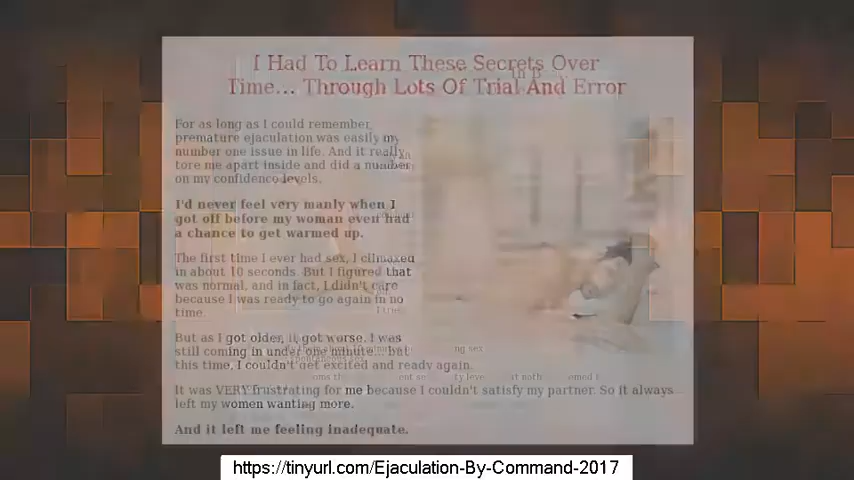 I Had To Learn These Secrets Over
Time... Through Lots Of Trial And Error
For as long as I could remember,
premature ejaculation was easily my
number one issue in life. And it really
tore me apart inside and did a number
on my confidence levels.
I'd never feel very manly when I
got off before my woman even had
a chance to get warmed up.
The first time I ever had sex, I climaxed
in about 10 seconds. But I figured that
was normal, and in fact, I didn't care
because I was ready to go again in no
time.
But as I got older, it got worse. I was
still coming in under one minute... but
this time, I couldn't get excited and ready again.
It was VERY frustrating for me because I couldn't satisfy my partner. So it always
left my women wanting more.
And it left me feeling inadequate.
https://tinyurl.com/Ejaculation-By-Command-2017